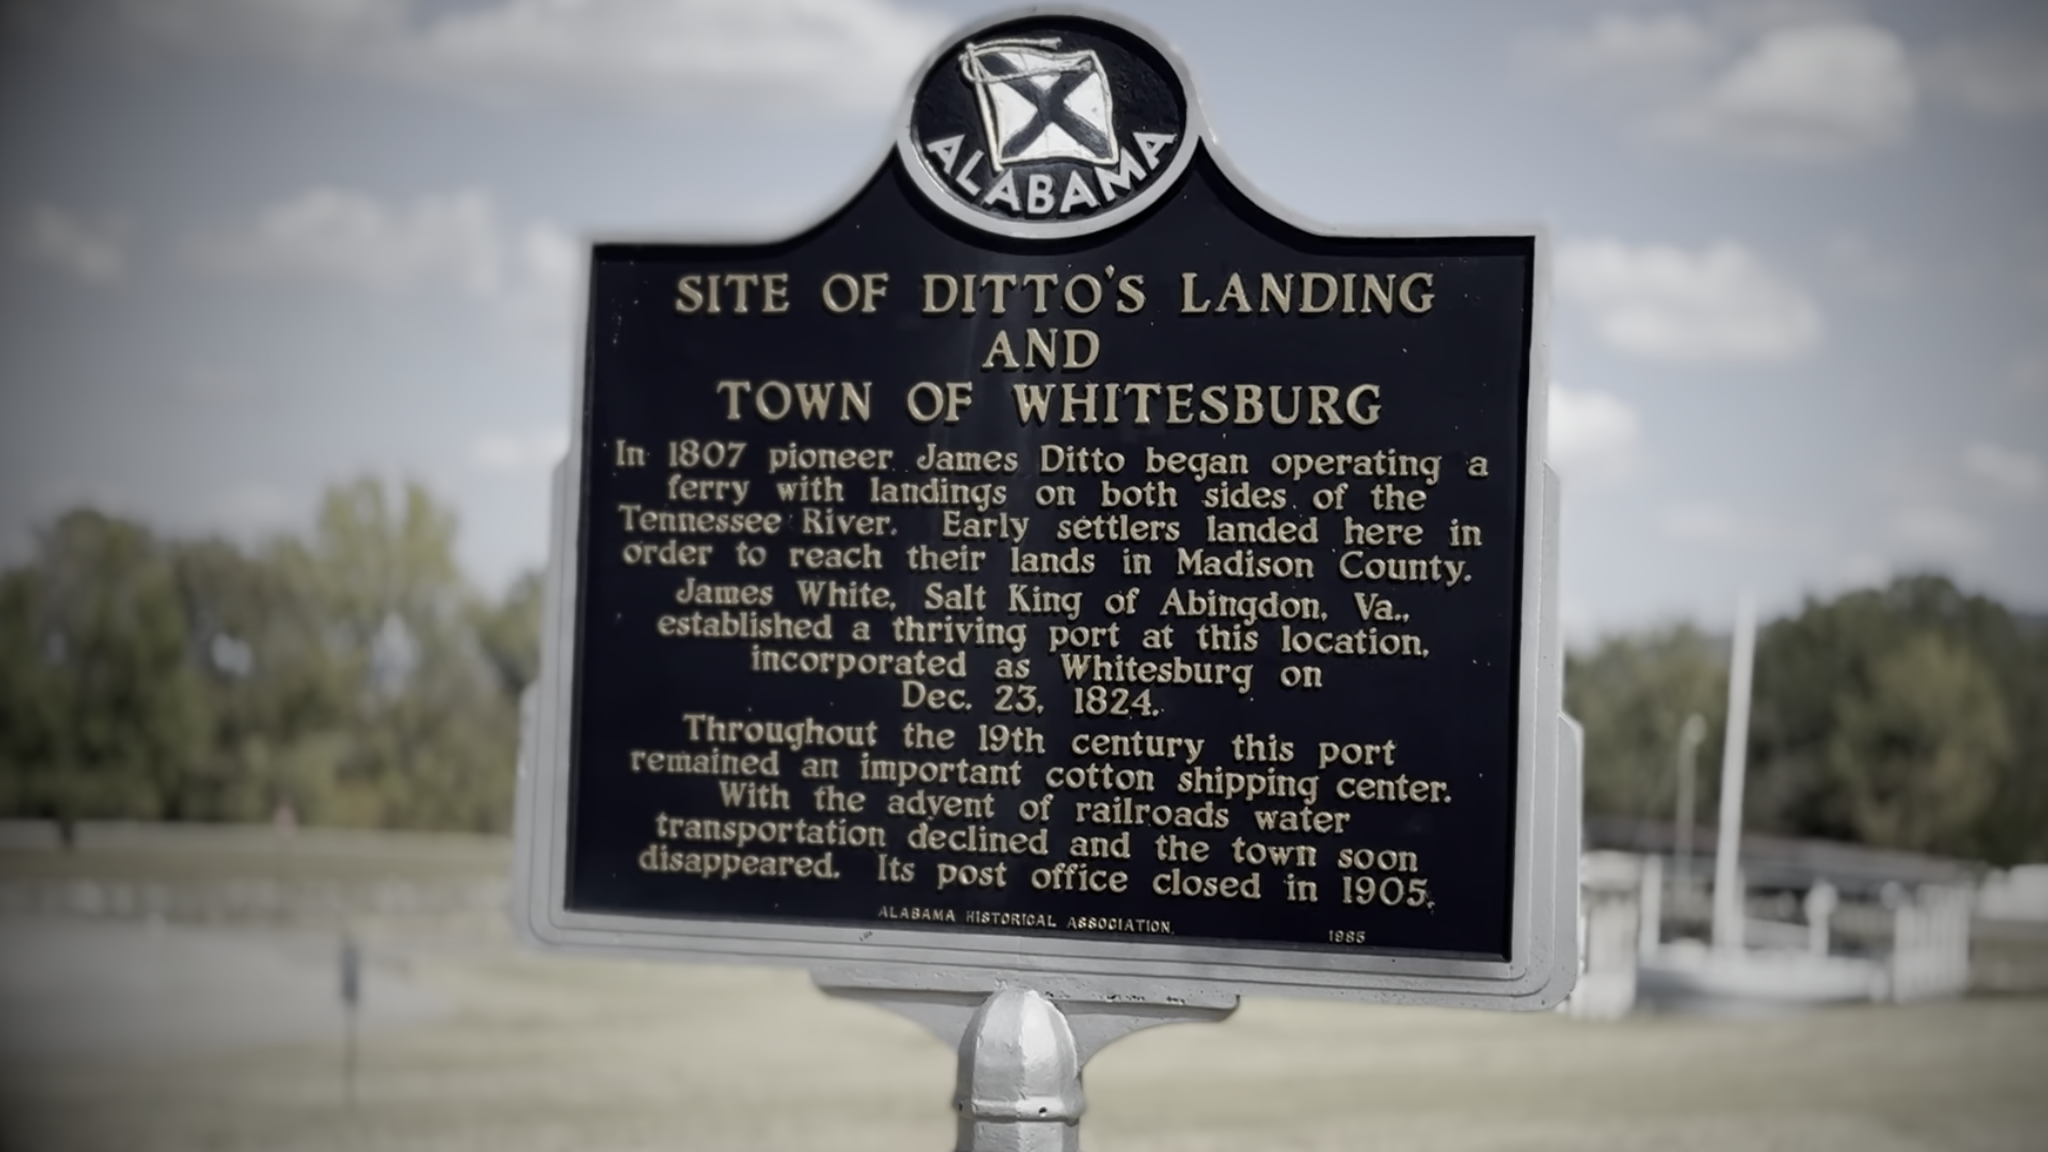 ALABAMA
SITE OF DITTO'S LANDING
AND
TOWN OF WHITESBURG
In 1807 pioneer James Ditto began operating a
ferry with landings on both sides of the
Tennessee River. Early settlers landed here in
order to reach their lands in Madison County.
James White, Salt King of Abingdon, Va.,
established a thriving port at this location,
incorporated as Whitesburg on
Dec. 23, 1824.
Throughout the 19th century this port
remained an important cotton shipping center.
With the advent of railroads water
transportation declined and the town soon
disappeared. Its post office closed in 1905.
ALABAMA HISTORICAL ASSOCIATION 1985